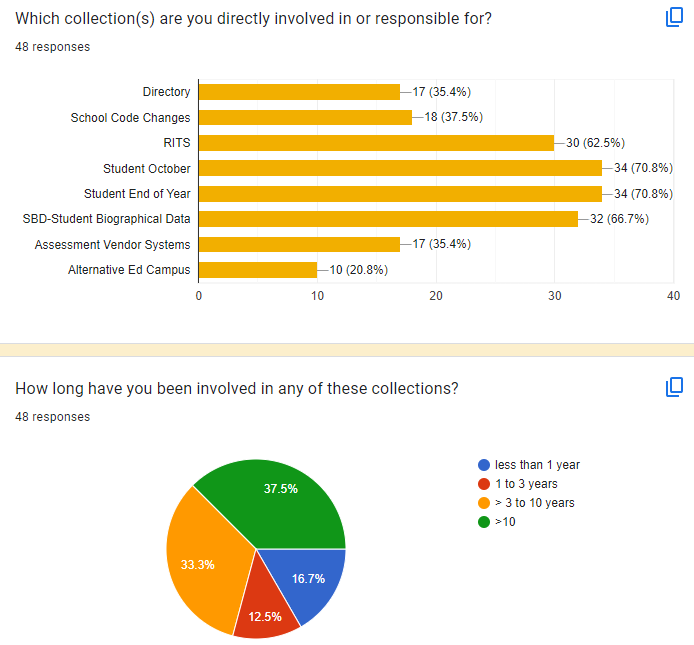 Which collection(s) are you directly involved in or responsible for?
48 responses
Directory
17 (35.4%)
School Code Changes
18 (37.5%)
RITS
30 (62.5%)
Student October
34 (70.8%)
Student End of Year
34 (70.8%)
SBD-Student Biographical Data
32 (66.7%)
Assessment Vendor Systems
17 (35.4%)
Alternative Ed Campus
10 (20.8%)
0 10 20 30 40
How long have you been involved in any of these collections?
48 responses
37.5%
33.3%
16.7%
12.5%
less than 1 year
1 to 3 years
> 3 to 10 years
>10